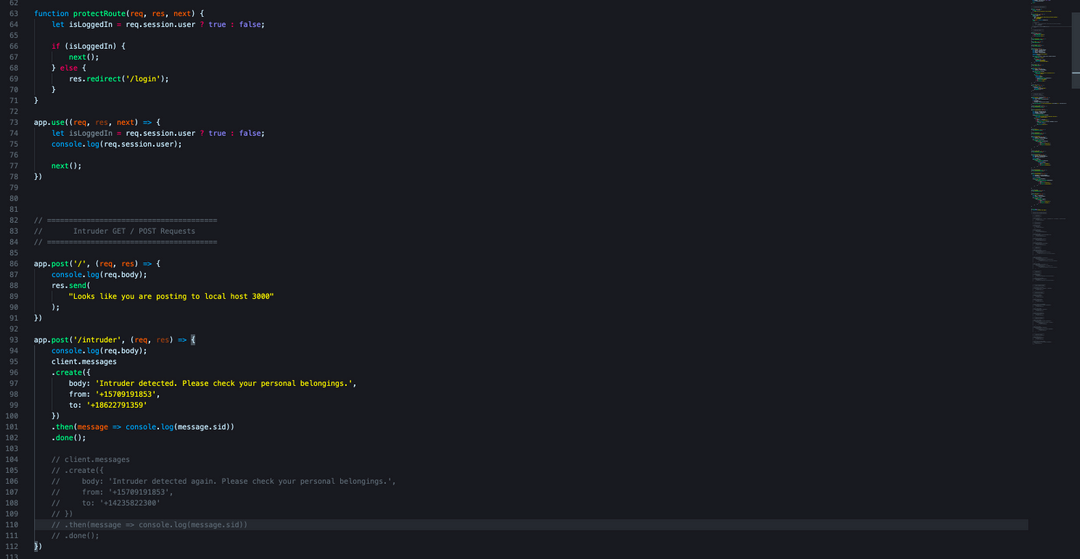 62
63 function protectRoute(req, res, next) {
64 let isLoggedIn = req.session.user ? true : false;
65
66 if (isLoggedIn) {
67 next();
68 } else {
69 res.redirect('/login');
70 }
71 }
72
73 app.use((req, res, next) => {
74 let isLoggedIn = req.session.user ? true : false;
75 console.log(req.session.user);
76
77 next();
78 })
79
80
81
82 // =======================================
83 // Intruder GET / POST Requests
84 // =======================================
85
86 app.post('/', (req, res) => {
87 console.log(req.body);
88 res.send(
89 "Looks like you are posting to local host 3000"
90 );
91 })
92
93 app.post('/intruder', (req, res) => {
94 console.log(req.body);
95 client.messages
96 .create({
97 body: 'Intruder detected. Please check your personal belongings.',
98 from: '+15709191853',
99 to: '+18622791359'
100 })
101 .then(message => console.log(message.sid))
102 .done();
103
104 // client.messages
105 // .create({
106 // body: 'Intruder detected again. Please check your personal belongings.',
107 // from: '+15709191853',
108 // to: '+14235822300'
109 // })
110 // .then(message => console.log(message.sid))
111 // .done();
112 })
113